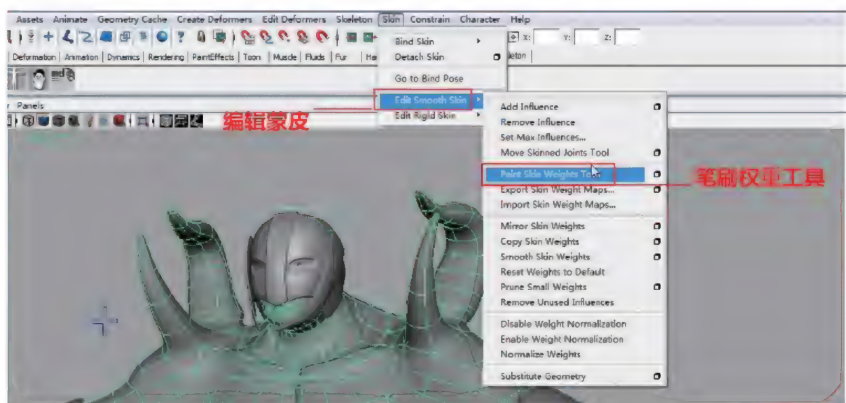 Assets Animate Geometry Cache Create Deformers Edit Deformers Skeleton Skin Constrain Character Help
X: Y: Z:
Deformation Animation Dynamics Rendering PaintEffects Toon Muscle Fluids Fur
Panels
Bind Skin
Detach Skin
Go to Bind Pose
Edit Smooth Skin
Edit Rigid Skin
编辑蒙皮
Add Influence
Remove Influence
Set Max Influences...
Move Skinned Joints Tool
Paint Skin Weights Tool
Export Skin Weight Maps...
Import Skin Weight Maps...
Mirror Skin Weights
Copy Skin Weights
Smooth Skin Weights
Reset Weights to Default
Prune Small Weights
Remove Unused Influences
Disable Weight Normalization
Enable Weight Normalization
Normalize Weights
Substitute Geometry
笔刷权重工具